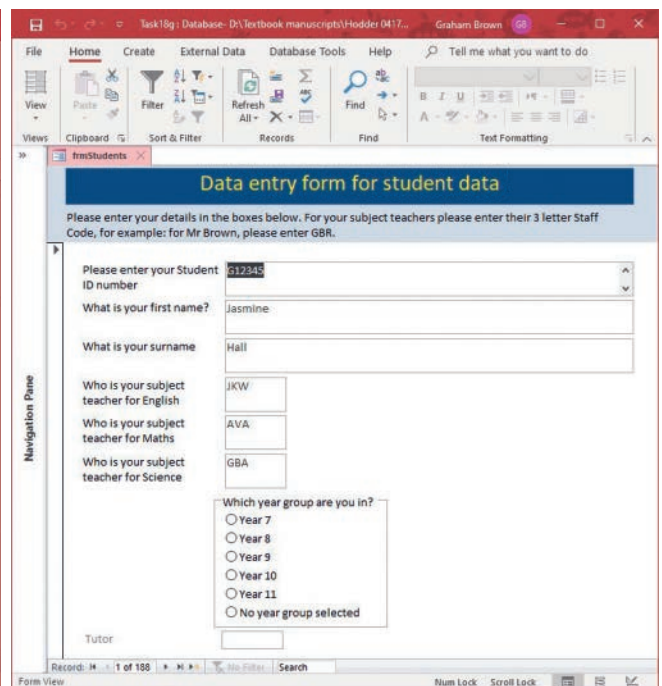 Task18g : Database- D:\Textbook manuscripts\Hodder 0417... Graham Brown GB
File Home Create External Data Database Tools Help Tell me what you want to do
View Paste Filter Refresh All Find
B I U
A
Views Clipboard Sort & Filter Records Find Text Formatting
frmStudents
Data entry form for student data
Please enter your details in the boxes below. For your subject teachers please enter their 3 letter Staff
Code, for example: for Mr Brown, please enter GBR.
Please enter your Student ID number G12345
What is your first name? Jasmine
What is your surname Hall
Who is your subject teacher for English JKW
Who is your subject teacher for Maths AVA
Who is your subject teacher for Science GBA
Which year group are you in?
Year 7
Year 8
Year 9
Year 10
Year 11
No year group selected
Tutor
Navigation Pane
Record: 1 of 188 No Filter Search
Form View Num Lock Scroll Lock